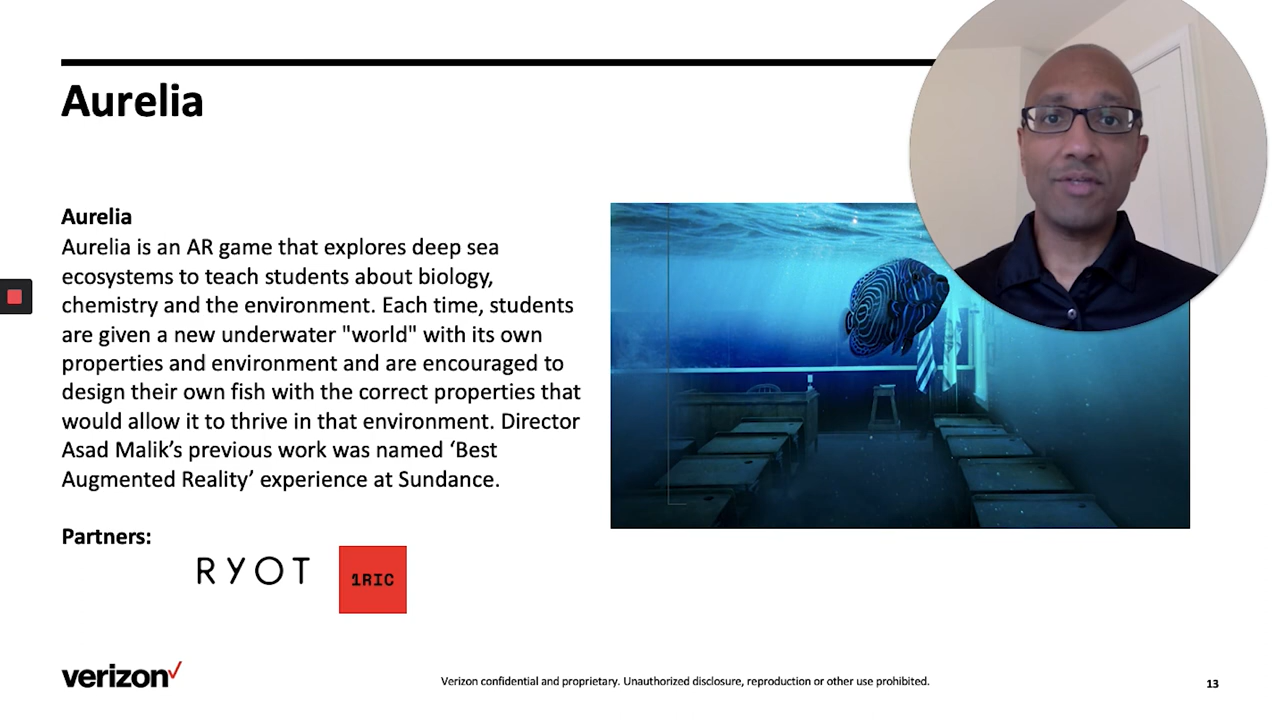 Aurelia
Aurelia
Aurelia is an AR game that explores deep sea
ecosystems to teach students about biology,
chemistry and the environment. Each time, students
are given a new underwater "world" with its own
properties and environment and are encouraged to
design their own fish with the correct properties that
would allow it to thrive in that environment. Director
Asad Malik’s previous work was named ‘Best
Augmented Reality’ experience at Sundance.
Partners:
RYOT
1RIC
verizon✓
Verizon confidential and proprietary. Unauthorized disclosure, reproduction or other use prohibited.
13